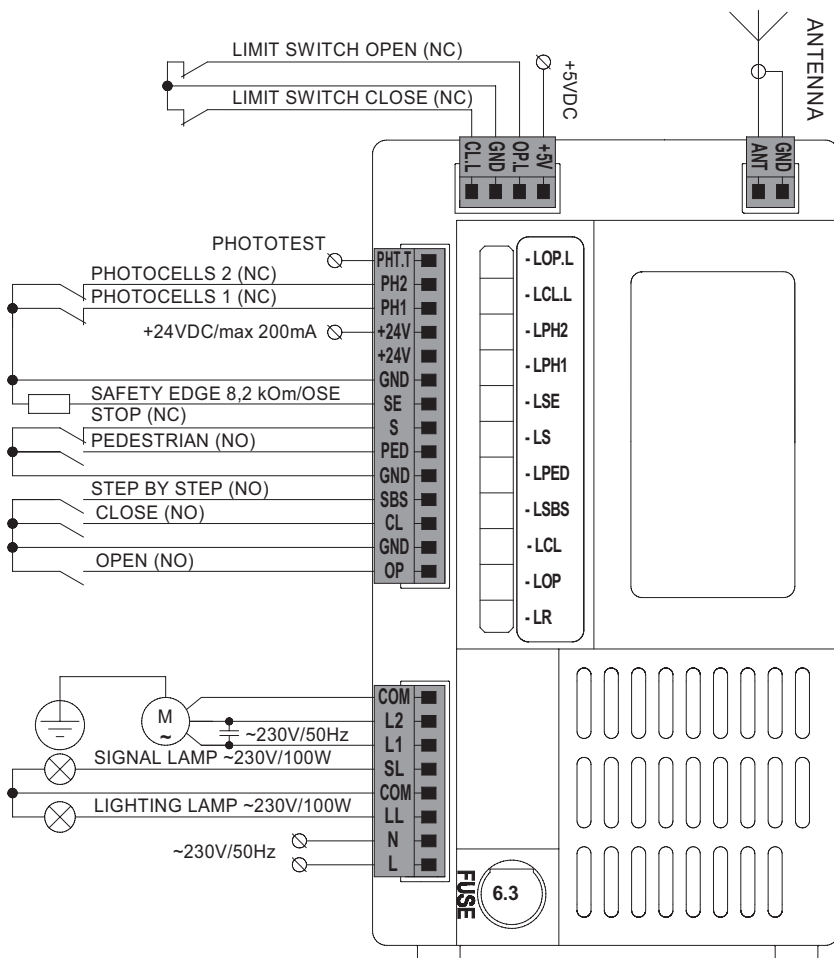 LIMIT SWITCH OPEN (NC)
LIMIT SWITCH CLOSE (NC)
+5VDC
ANTENNA
CL.L
GND
OP.L
+5V
ANT
GND
PHOTOTEST
PHOTOCELLS 2 (NC)
PHOTOCELLS 1 (NC)
+24VDC/max 200mA
SAFETY EDGE 8,2 kOm/OSE
STOP (NC)
PEDESTRIAN (NO)
STEP BY STEP (NO)
CLOSE (NO)
OPEN (NO)
PHT.T
PH2
PH1
+24V
+24V
GND
SE
S
PED
GND
SBS
CL
GND
OP
- LOP.L
- LCL.L
- LPH2
- LPH1
- LSE
- LS
- LPED
- LSBS
- LCL
- LOP
- LR
M
~
~230V/50Hz
SIGNAL LAMP ~230V/100W
LIGHTING LAMP ~230V/100W
~230V/50Hz
COM
L2
L1
SL
COM
LL
N
L
FUSE
6.3